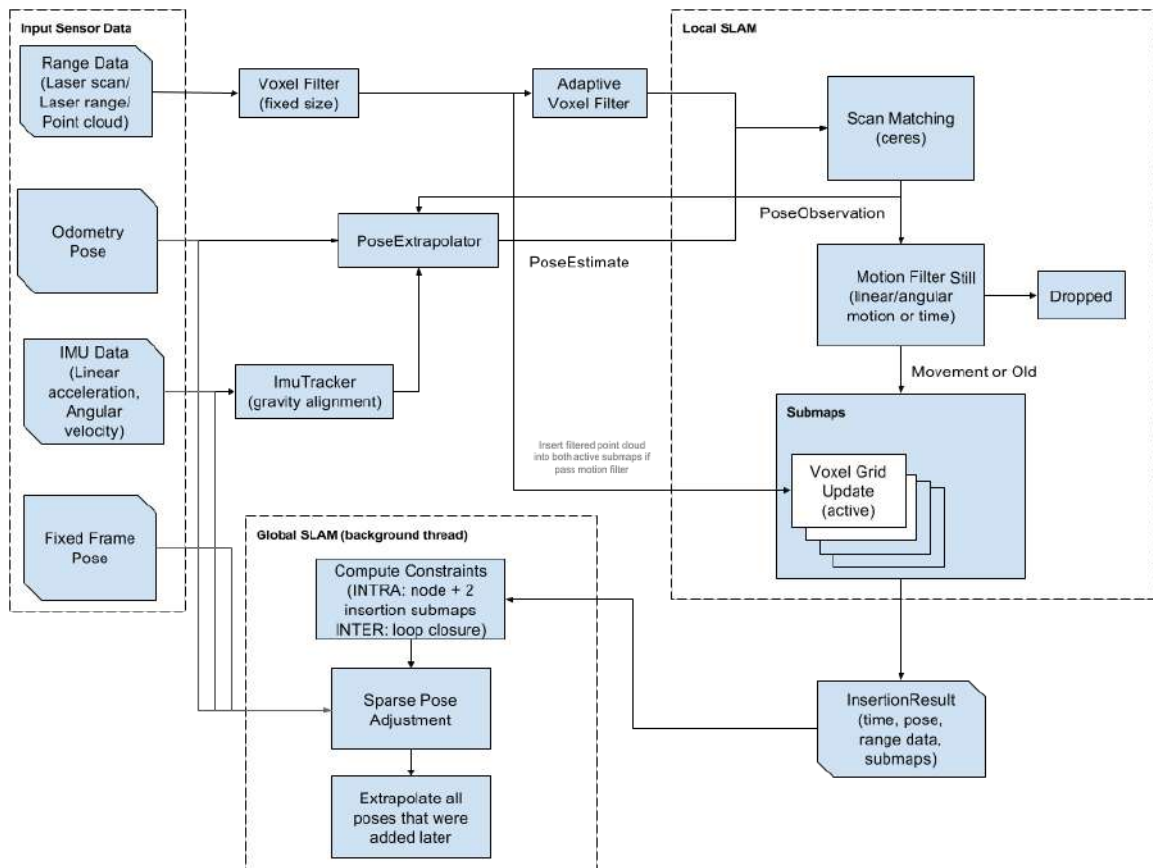 Input Sensor Data
Range Data
(Laser scan/
Laser range/
Point cloud)
Voxel Filter
(fixed size)
Adaptive
Voxel Filter
Local SLAM
Scan Matching
(ceres)
PoseObservation
Odometry
Pose
PoseExtrapolator
PoseEstimate
Motion Filter Still
(linear/angular
motion or time)
Dropped
IMU Data
(Linear
acceleration,
Angular
velocity)
ImuTracker
(gravity alignment)
Movement or Old
Submaps
Insert filtered point cloud
into both active submaps if
pass motion filter
Voxel Grid
Update
(active)
Fixed Frame
Pose
Global SLAM (background thread)
Compute Constraints
(INTRA: node + 2
insertion submaps
INTER: loop closure)
Sparse Pose
Adjustment
InsertionResult
(time, pose,
range data,
submaps)
Extrapolate all
poses that were
added later